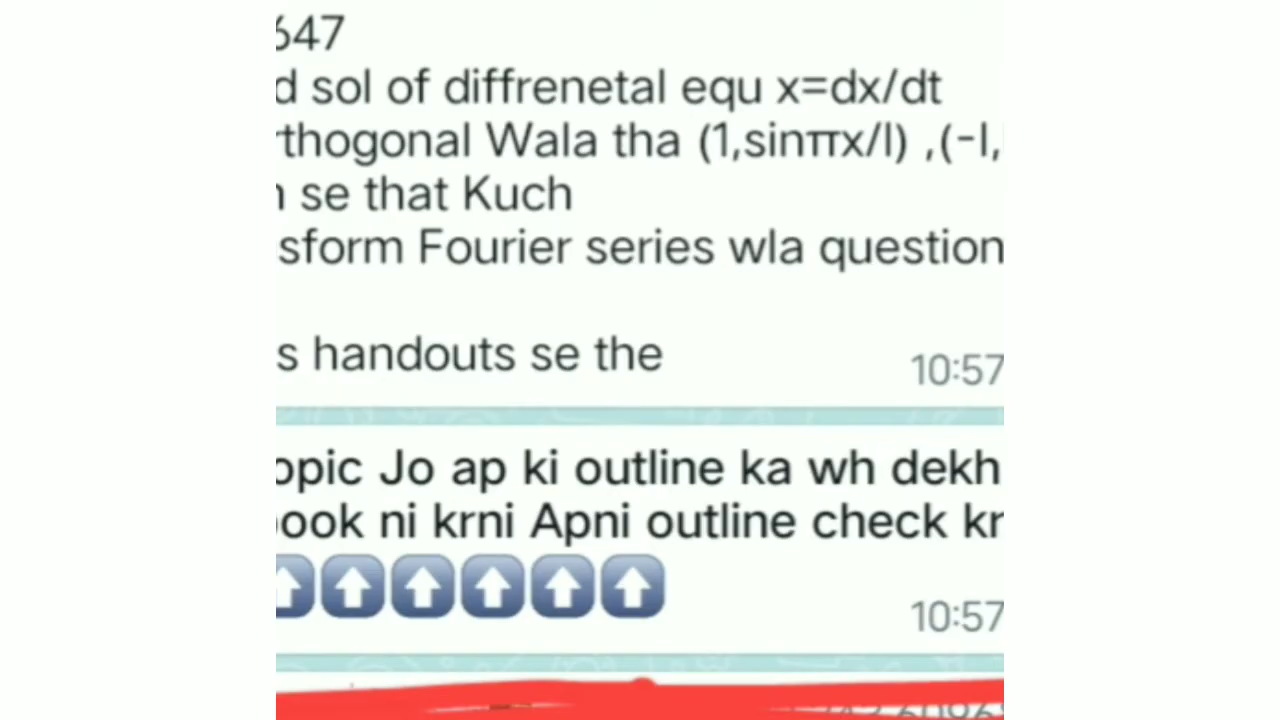 647
d sol of diffrenetal equ x=dx/dt
rthogonal Wala tha (1,sinπx/l) ,(-l,
se that Kuch
sform Fourier series wla question
s handouts se the
10:57
opic Jo ap ki outline ka wh dekh
ook ni krni Apni outline check kr
10:57